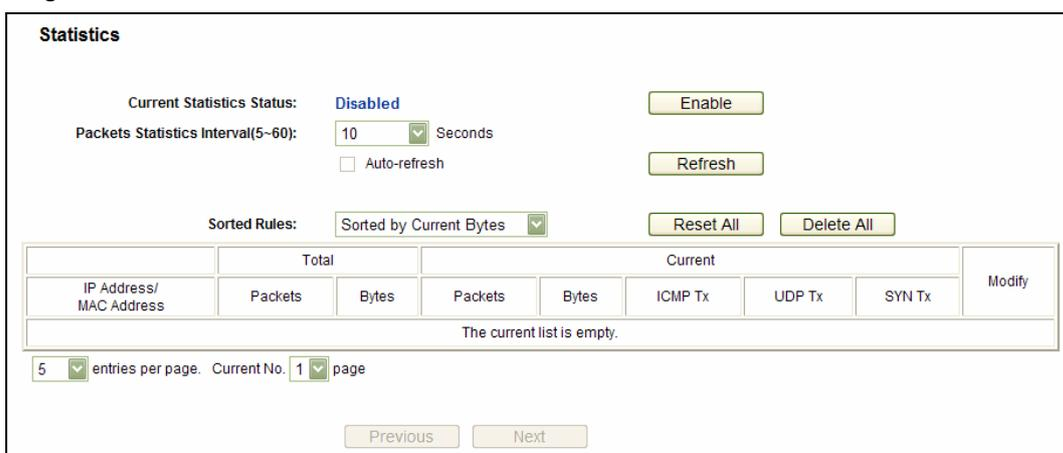 Statistics
Current Statistics Status: Disabled Enable
Packets Statistics Interval(5~60): 10 Seconds
Auto-refresh Refresh
Sorted Rules: Sorted by Current Bytes Reset All Delete All
Total Current
IP Address/
MAC Address Packets Bytes Packets Bytes ICMP Tx UDP Tx SYN Tx Modify
The current list is empty.
5 entries per page. Current No. 1 page
Previous Next